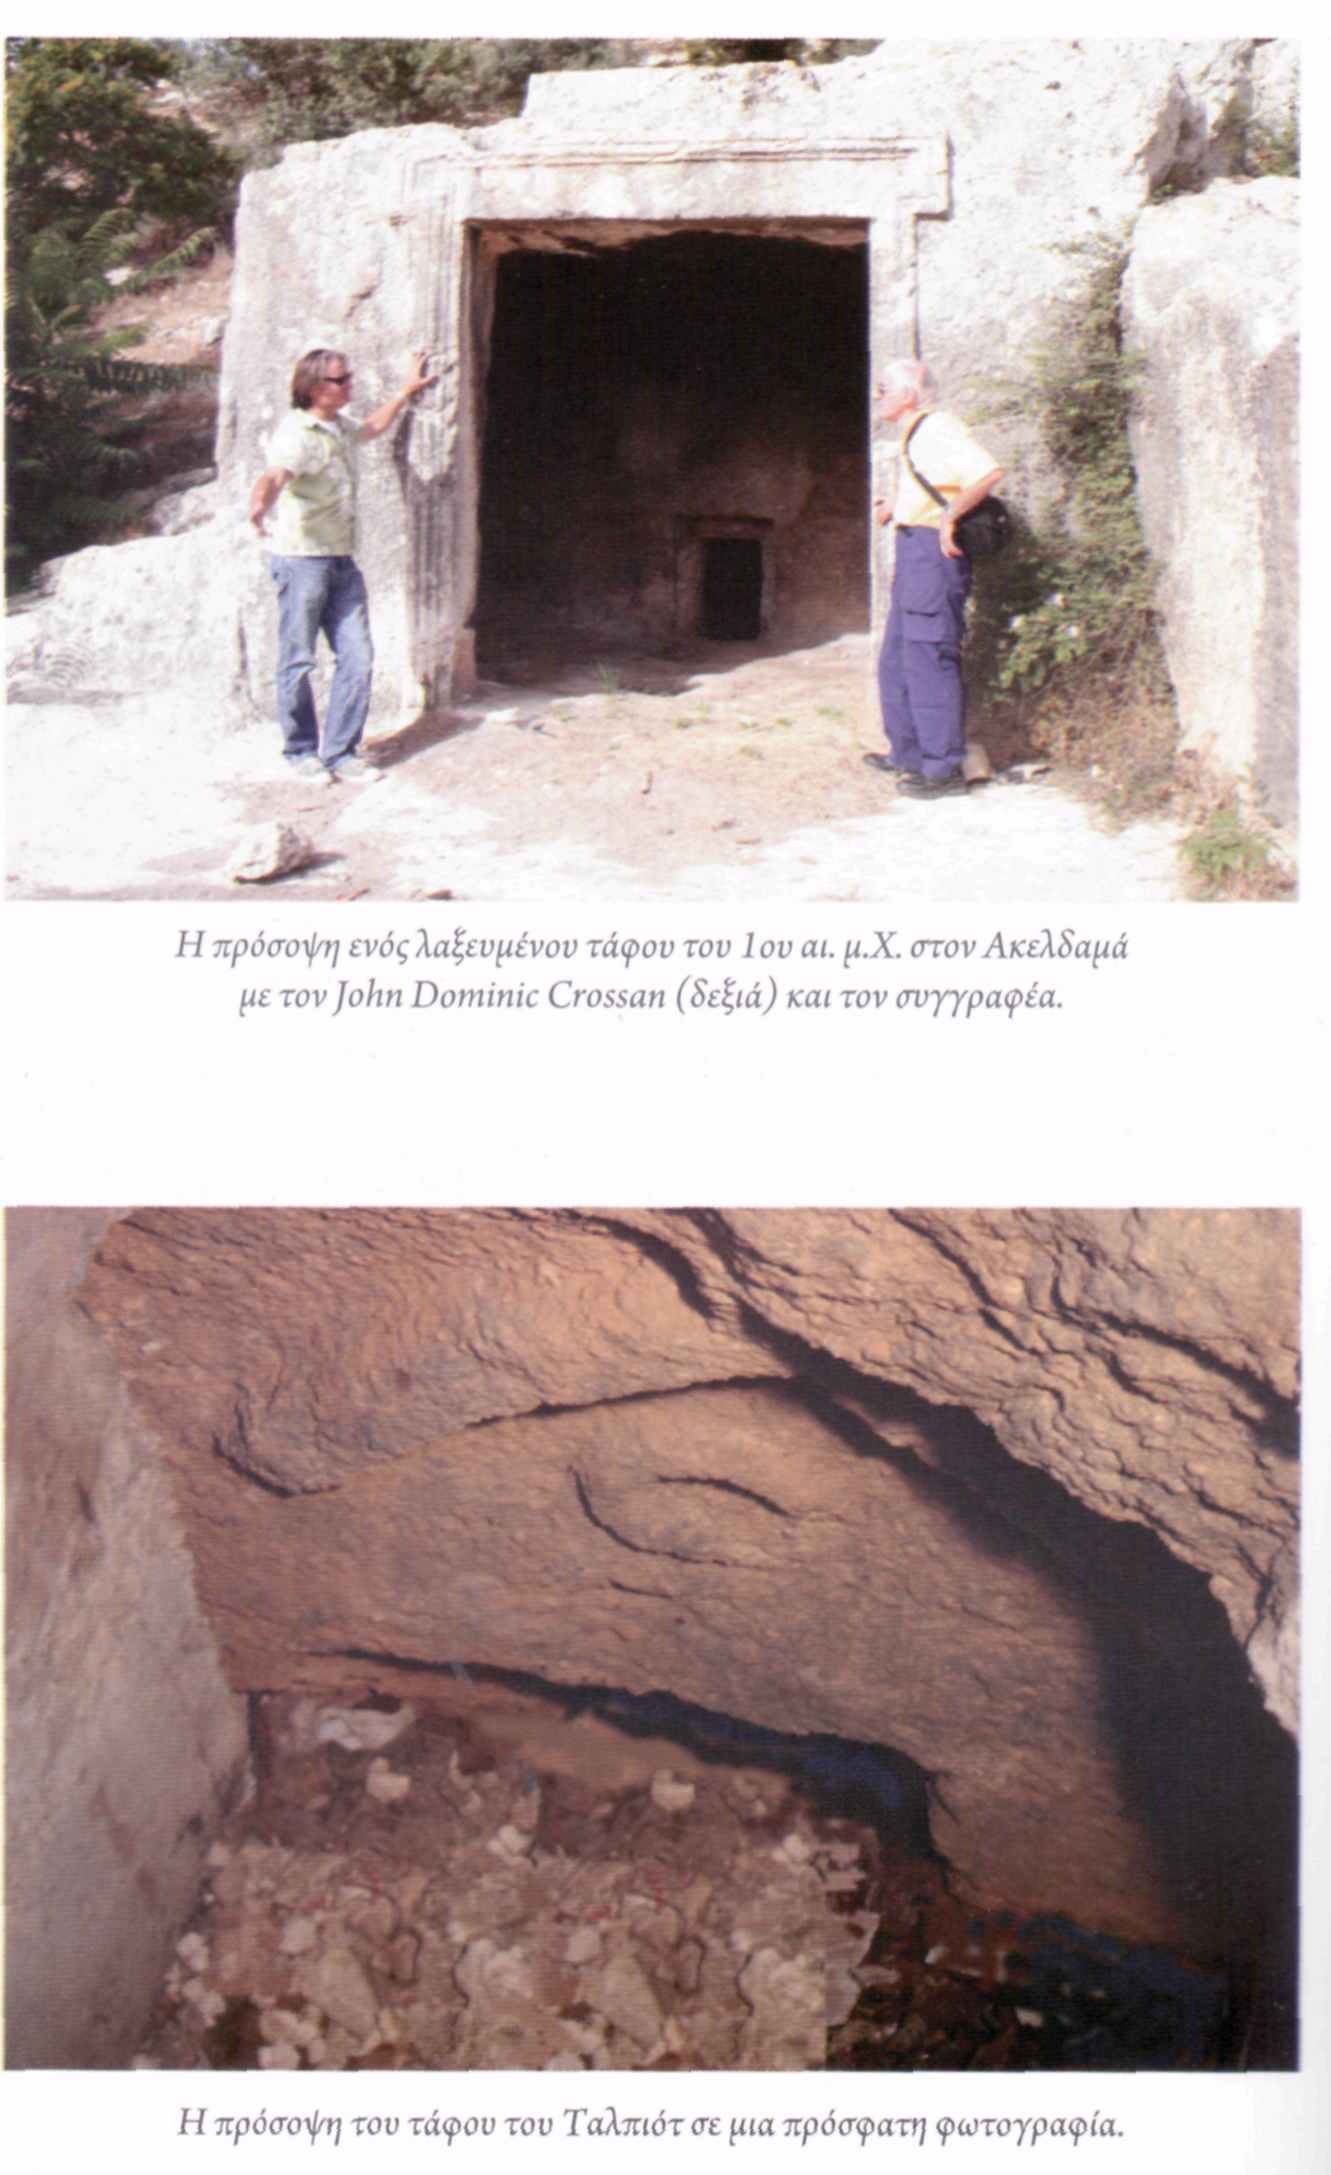 Η πρόσοψη ενός λαξευμένου τάφου του 1ου αι. μ.Χ. στον Ακελδαμά
με τον John Dominic Crossan (δεξιά) και τον συγγραφέα.
Η πρόσοψη του τάφου του Ταλπιότ σε μια πρόσφατη φωτογραφία.